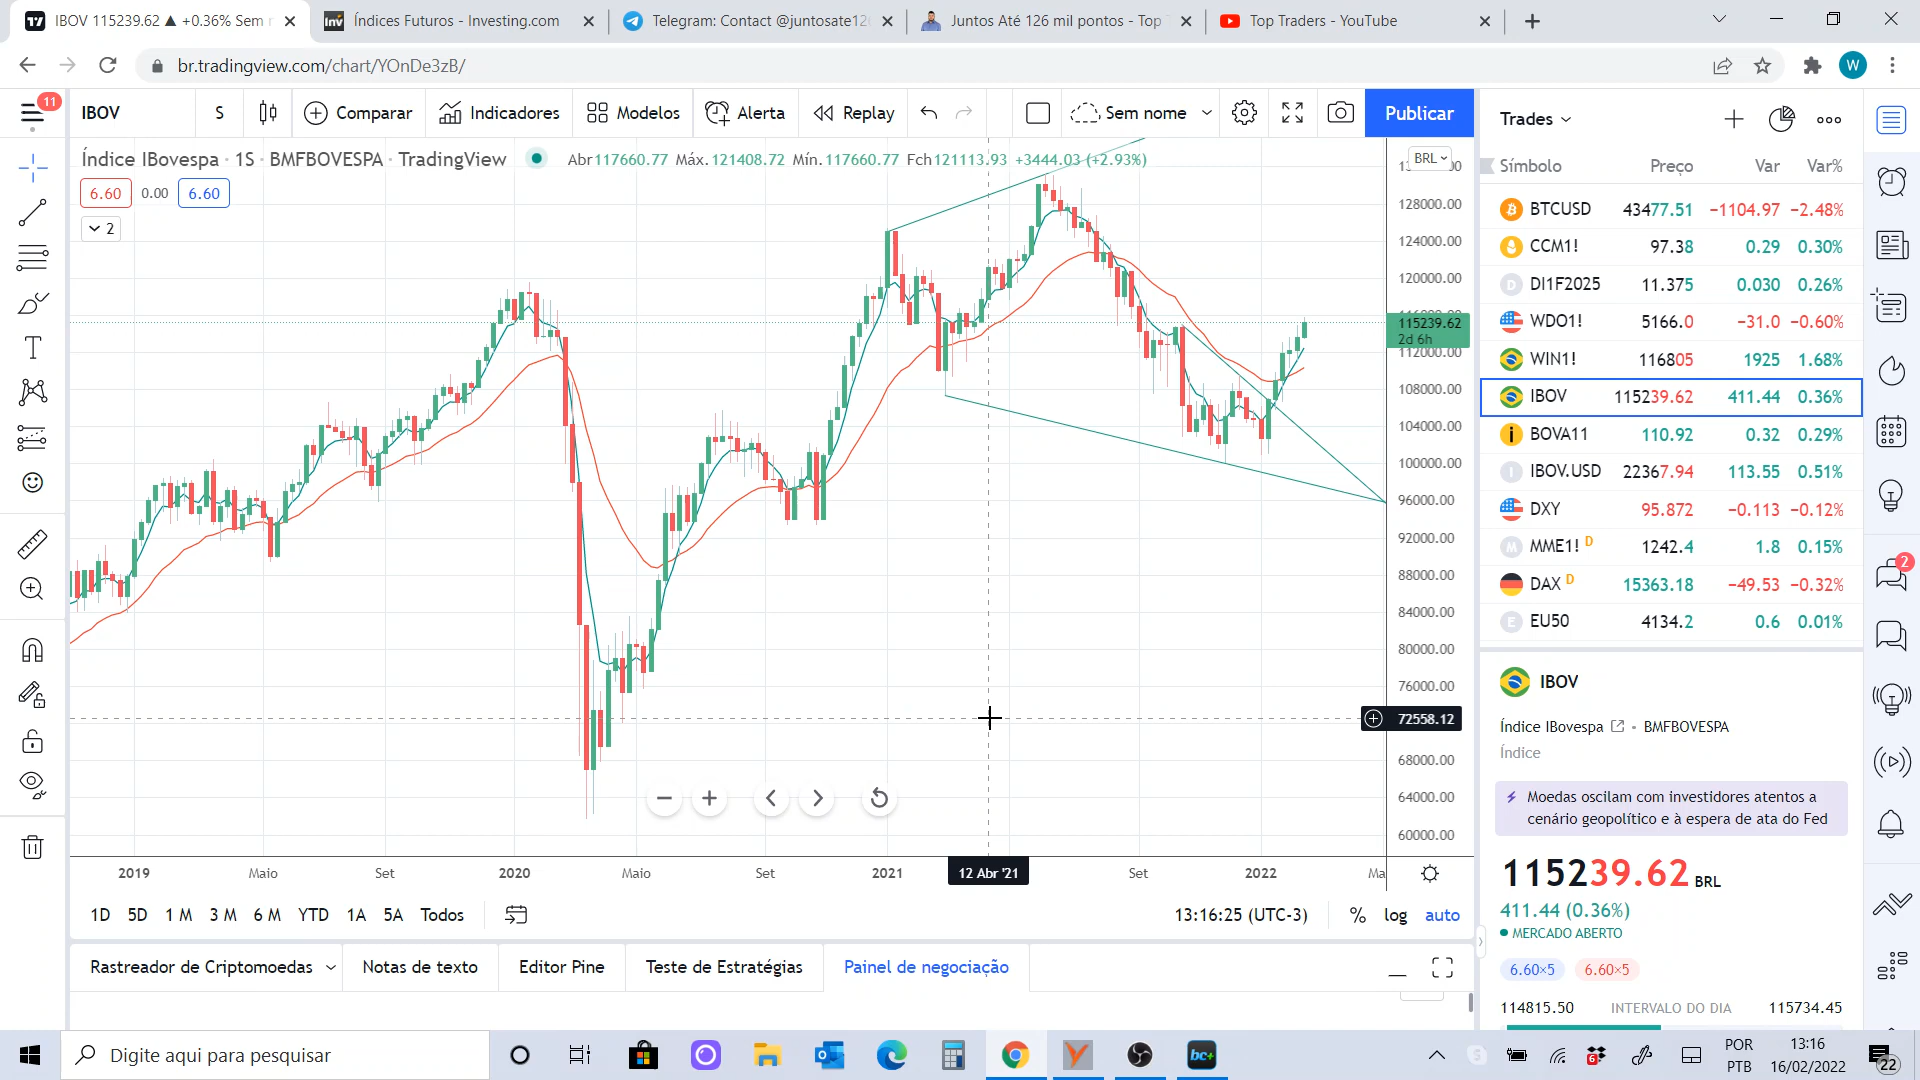 IBOV 115239.62 ▲ +0.36% Sem n
Índices Futuros - Investing.com
Telegram: Contact @juntosate12
Juntos Até 126 mil pontos - Top T
Top Traders - YouTube
br.tradingview.com/chart/YOnDe3zB/
W
11
IBOV
S
Comparar
Indicadores
Modelos
Alerta
Replay
Sem nome
Publicar
Índice IBovespa · 1S · BMFBOVESPA · TradingView
Abr117660.77 Máx.121408.72 Mín.117660.77 Fch121113.93 +3444.03 (+2.93%)
6.60
0.00
6.60
2
BRL
128000.00
124000.00
120000.00
115239.62
2d 6h
112000.00
108000.00
104000.00
100000.00
96000.00
92000.00
88000.00
84000.00
80000.00
76000.00
72558.12
68000.00
64000.00
60000.00
2019
Maio
Set
2020
Maio
Set
2021
12 Abr '21
Set
2022
Ma
1D
5D
1 M
3 M
6 M
YTD
1A
5A
Todos
13:16:25 (UTC-3)
%
log
auto
Rastreador de Criptomoedas
Notas de texto
Editor Pine
Teste de Estratégias
Painel de negociação
Trades
Símbolo Preço Var Var%
BTCUSD 43477.51 −1104.97 −2.48%
CCM1! 97.38 0.29 0.30%
D DI1F2025 11.375 0.030 0.26%
WDO1! 5166.0 −31.0 −0.60%
WIN1! 116805 1925 1.68%
IBOV 115239.62 411.44 0.36%
BOVA11 110.92 0.32 0.29%
I IBOV.USD 22367.94 113.55 0.51%
DXY 95.872 −0.113 −0.12%
M MME1! D 1242.4 1.8 0.15%
DAX D 15363.18 −49.53 −0.32%
E EU50 4134.2 0.6 0.01%
2
IBOV
Índice IBovespa · BMFBOVESPA
Índice
Moedas oscilam com investidores atentos a
cenário geopolítico e à espera de ata do Fed
115239.62 BRL
411.44 (0.36%)
MERCADO ABERTO
6.60×5
6.60×5
114815.50 INTERVALO DO DIA 115734.45
Digite aqui para pesquisar
bc+
6
POR
PTB
13:16
16/02/2022
22